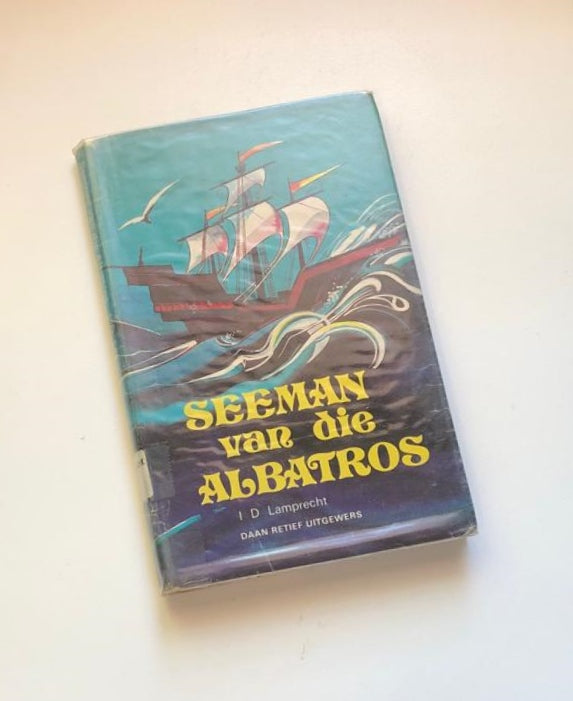 SEEMAN
van die
ALBATROS
I D Lamprecht
DAAN RETIEF UITGEWERS